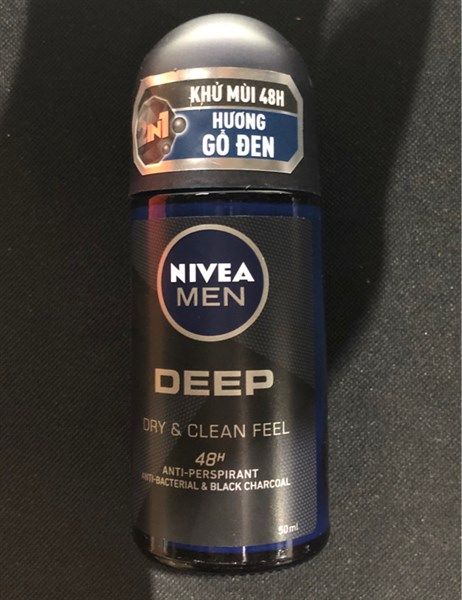 N1
KHỬ MÙI 48H
HƯƠNG
GỖ ĐEN
NIVEA
MEN
DEEP
DRY & CLEAN FEEL
48H
ANTI-PERSPIRANT
ANTI-BACTERIAL & BLACK CHARCOAL
50ml